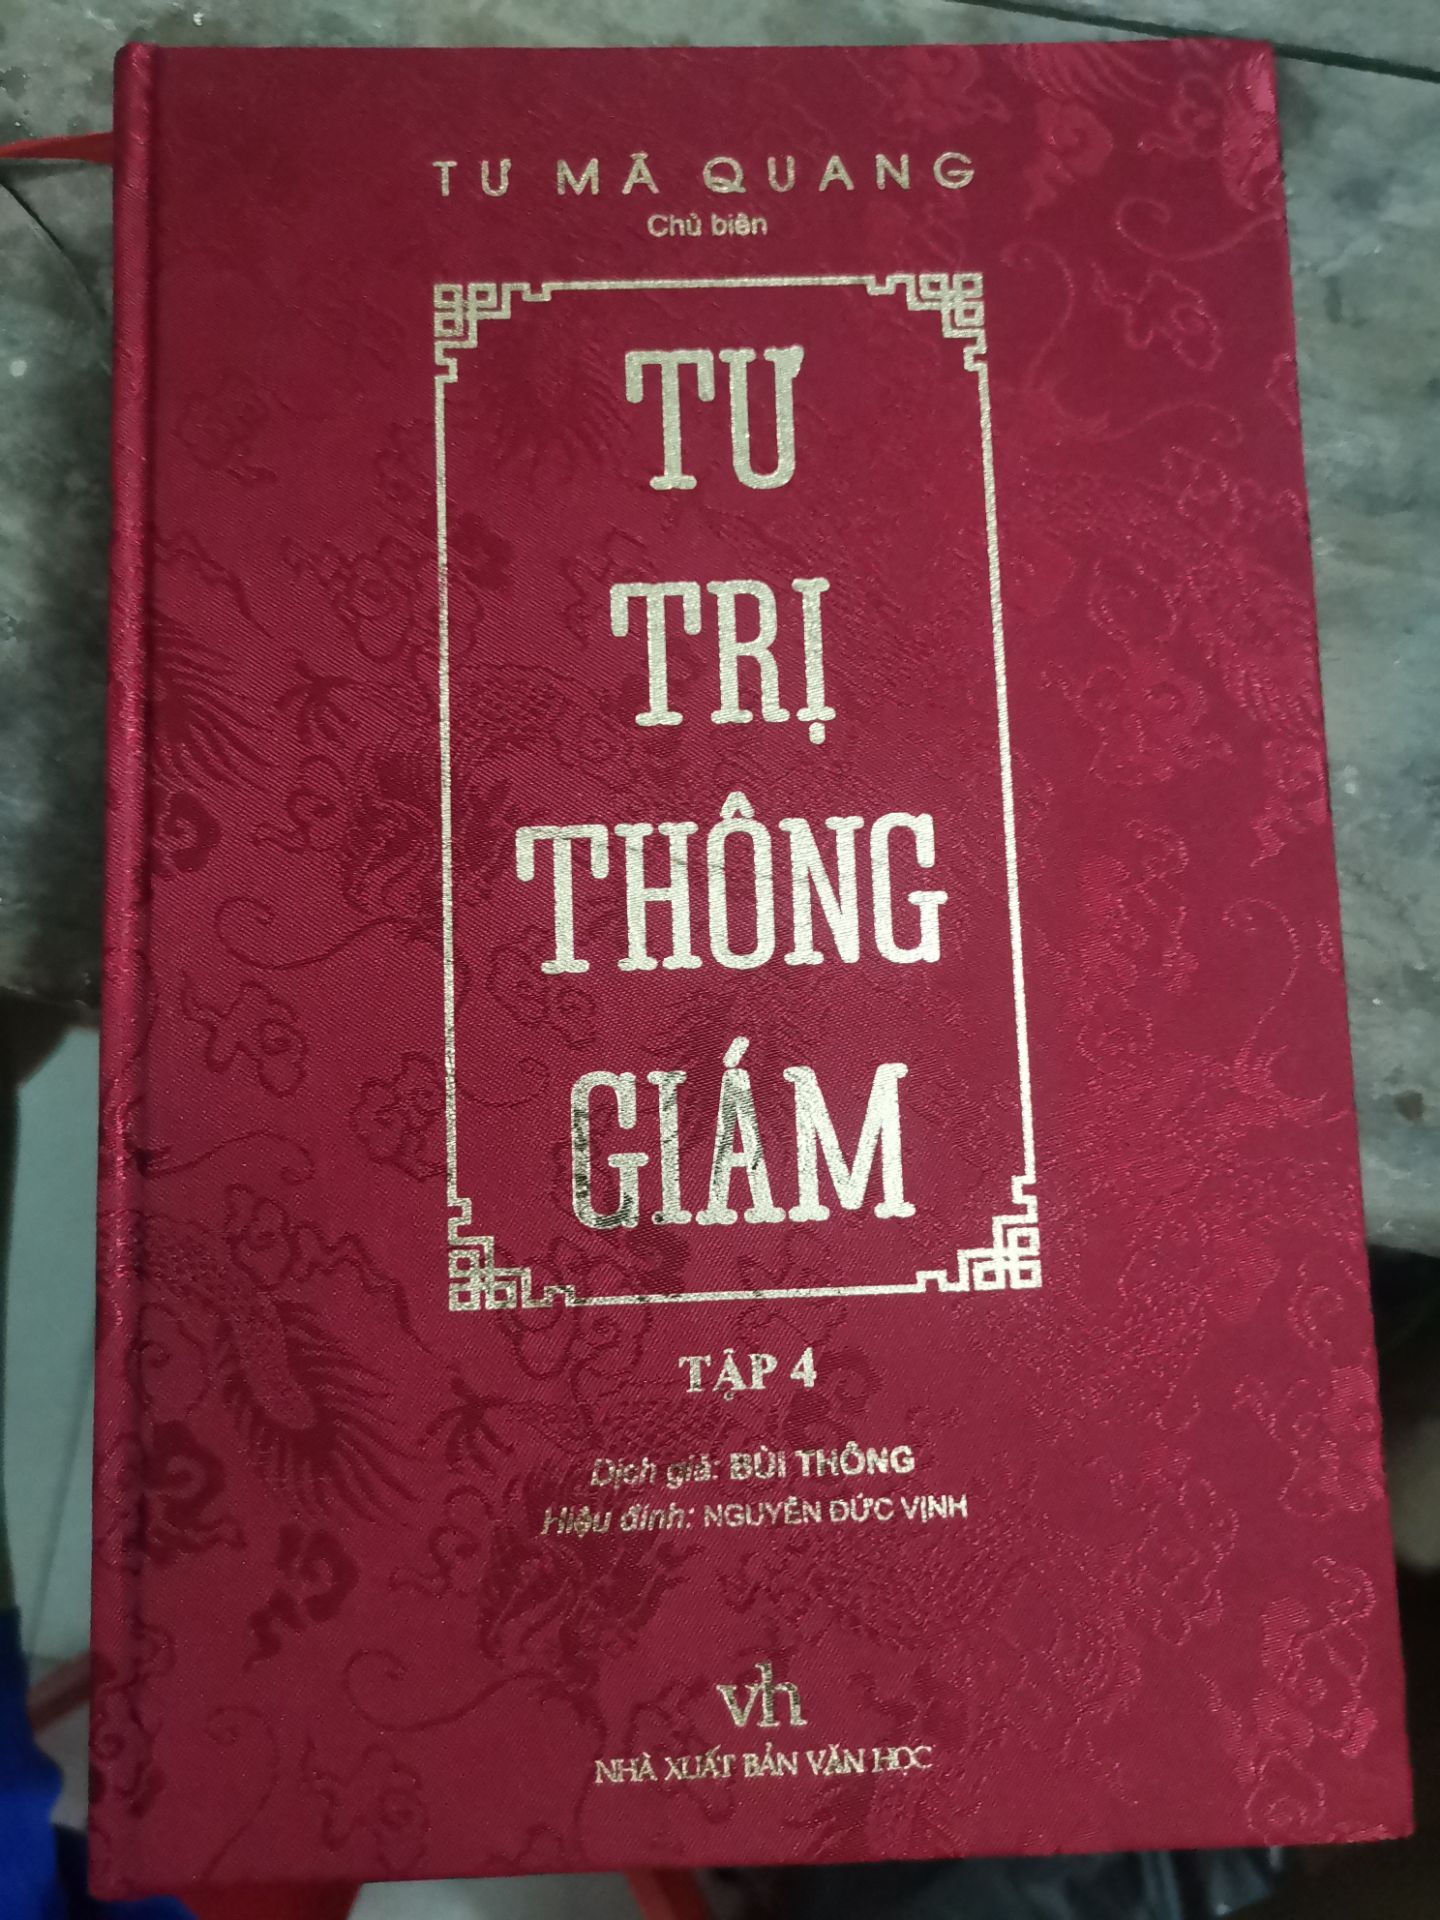 TƯ MÃ QUANG
Chủ biên
TƯ
TRỊ
THÔNG
GIÁM
TẬP 4
Dịch giả: BÙI THÔNG
Hiệu đính: NGUYỄN ĐỨC VỊNH
vh
NHÀ XUẤT BẢN VĂN HỌC